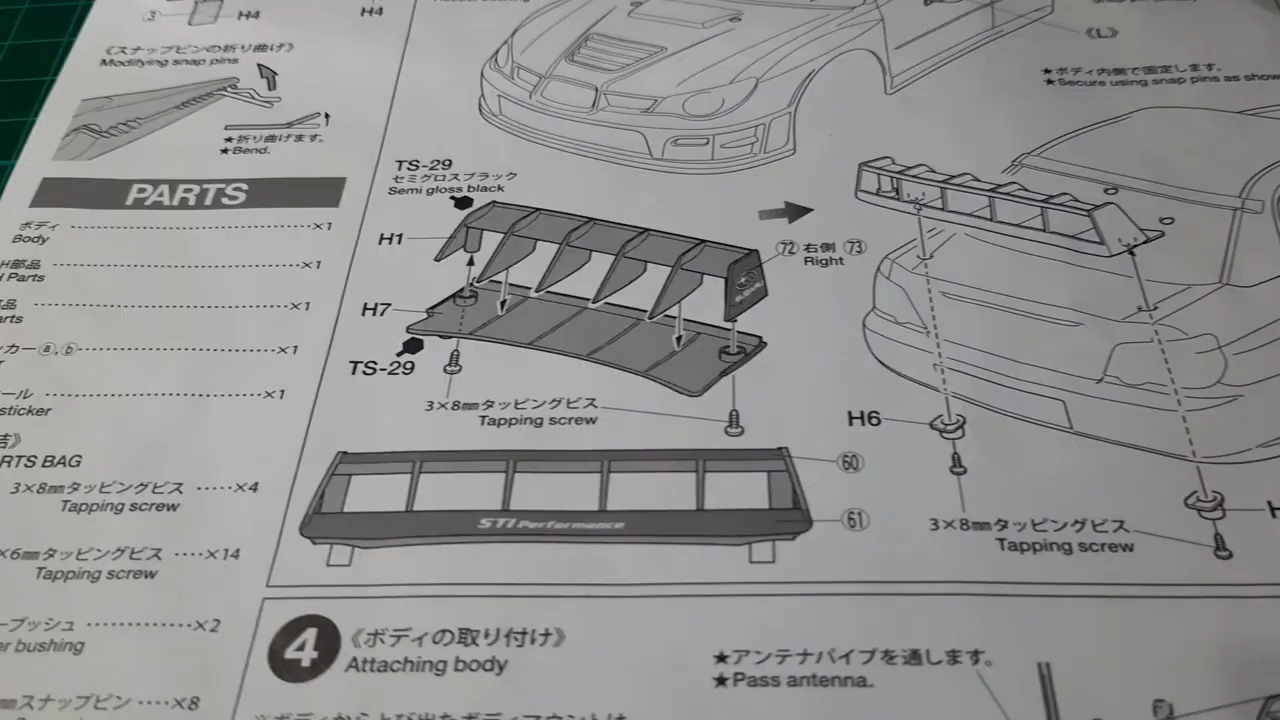 ③
H4
H4
《スナップピンの折り曲げ》
Modifying snap pins
★折り曲げます。
★Bend.
PARTS
ボディ ×1
Body
H部品 ×1
Parts
品 ×1
rts
カーⓐ,ⓑ ×1
ール ×1
sticker
RTS BAG
3×8mmタッピングビス ×4
Tapping screw
×6mmタッピングビス ×14
Tapping screw
ーブッシュ ×2
er bushing
mmスナップピン ×8
《L》
★ボディ内側で固定します。
★Secure using snap pins as show
TS-29
セミグロスブラック
Semi gloss black
H1
H7
TS-29
72 右側 73
Right
SUBARU
3×8mmタッピングビス
Tapping screw
60
61
STI Performance
H6
3×8mmタッピングビス
Tapping screw
H
4
《ボディの取り付け》
Attaching body
★アンテナパイプを通します。
★Pass antenna.